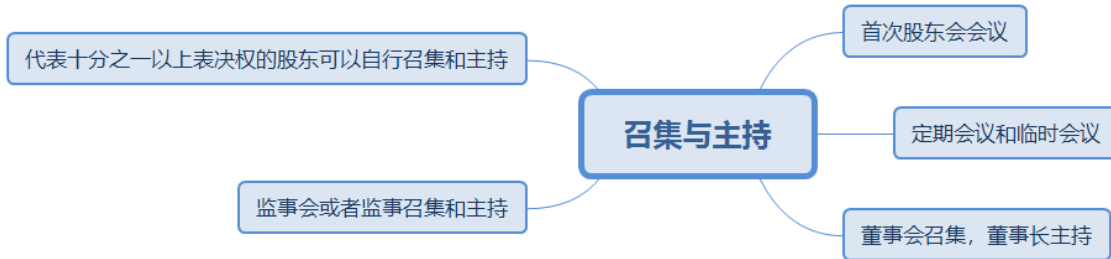 召集与主持
首次股东会会议
定期会议和临时会议
董事会召集，董事长主持
监事会或者监事召集和主持
代表十分之一以上表决权的股东可以自行召集和主持